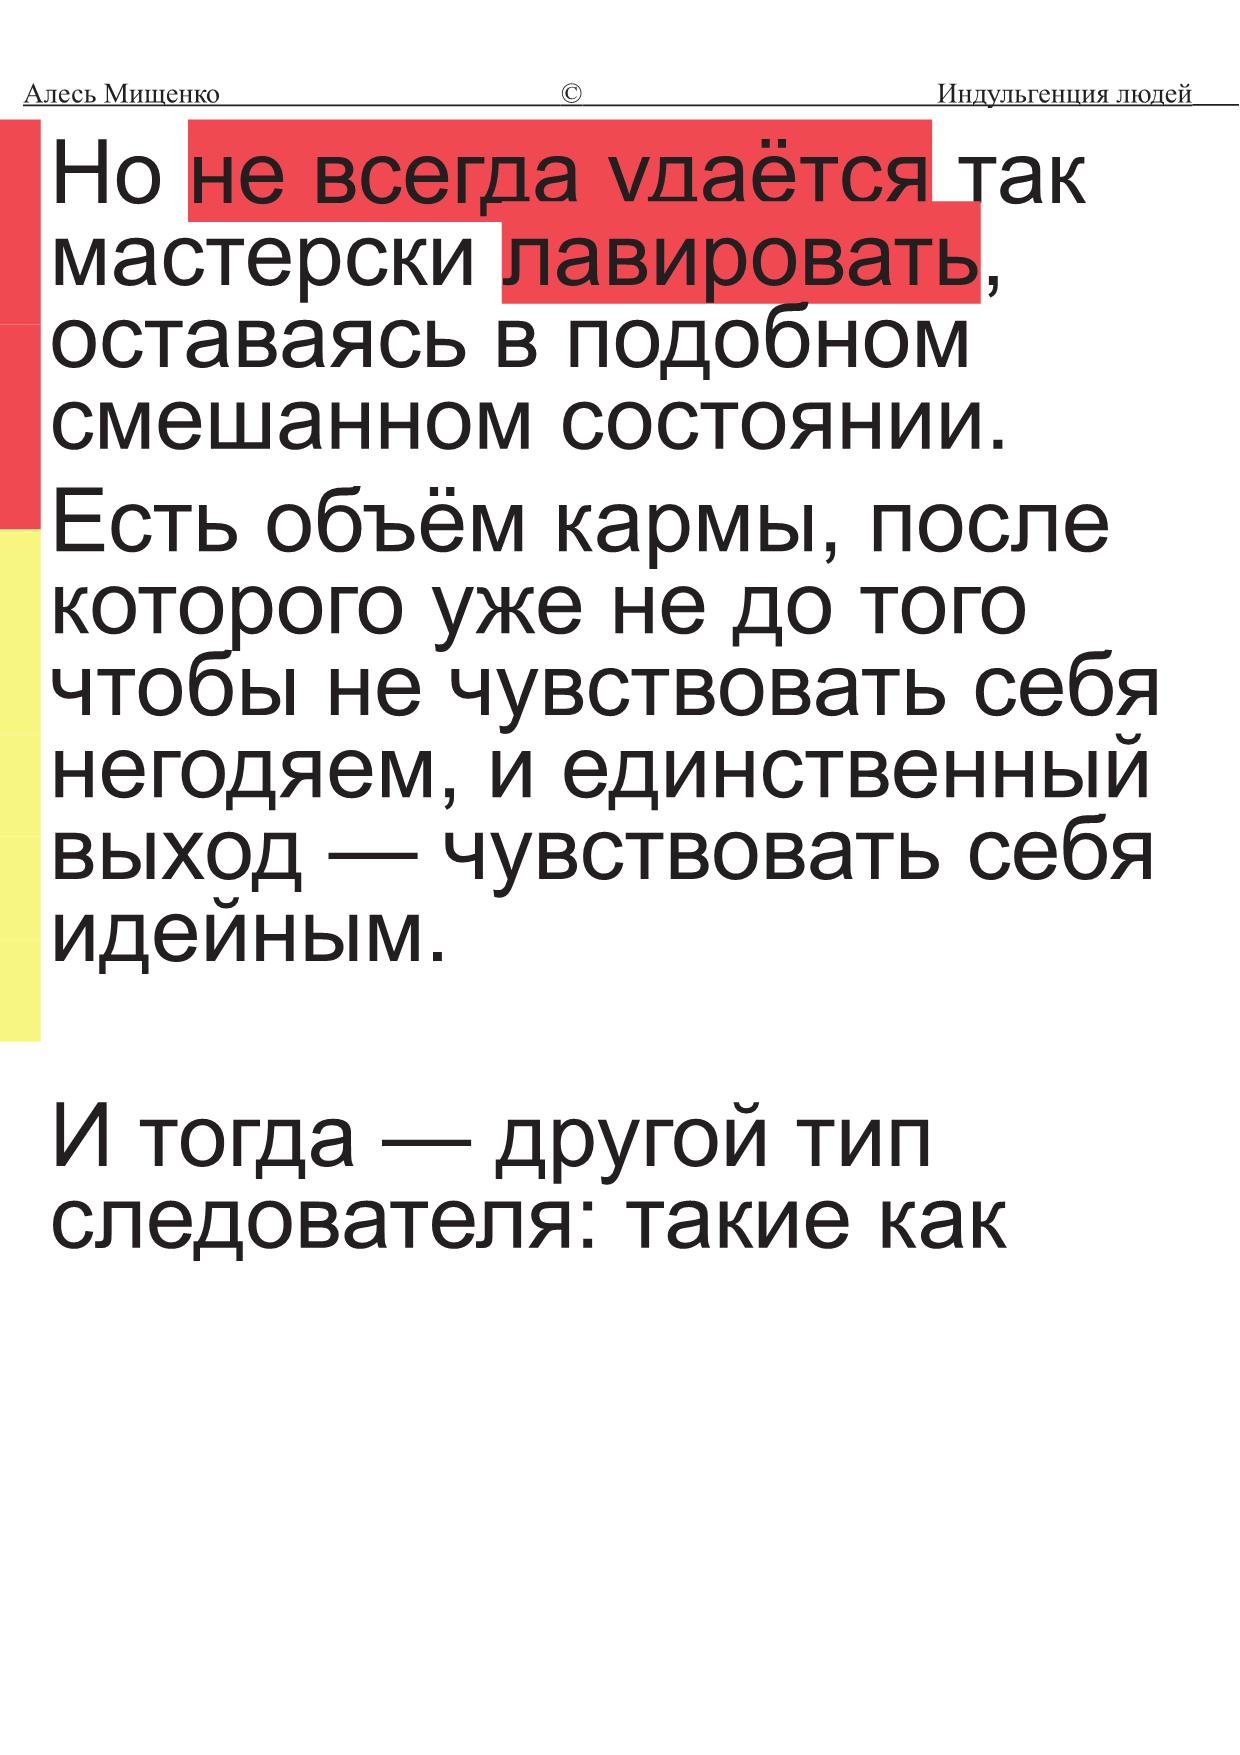 Алесь Мищенко © Индульгенция людей
Но не всегда удаётся так
мастерски лавировать,
оставаясь в подобном
смешанном состоянии.
Есть объём кармы, после
которого уже не до того
чтобы не чувствовать себя
негодяем, и единственный
выход — чувствовать себя
идейным.
И тогда — другой тип
следователя: такие как